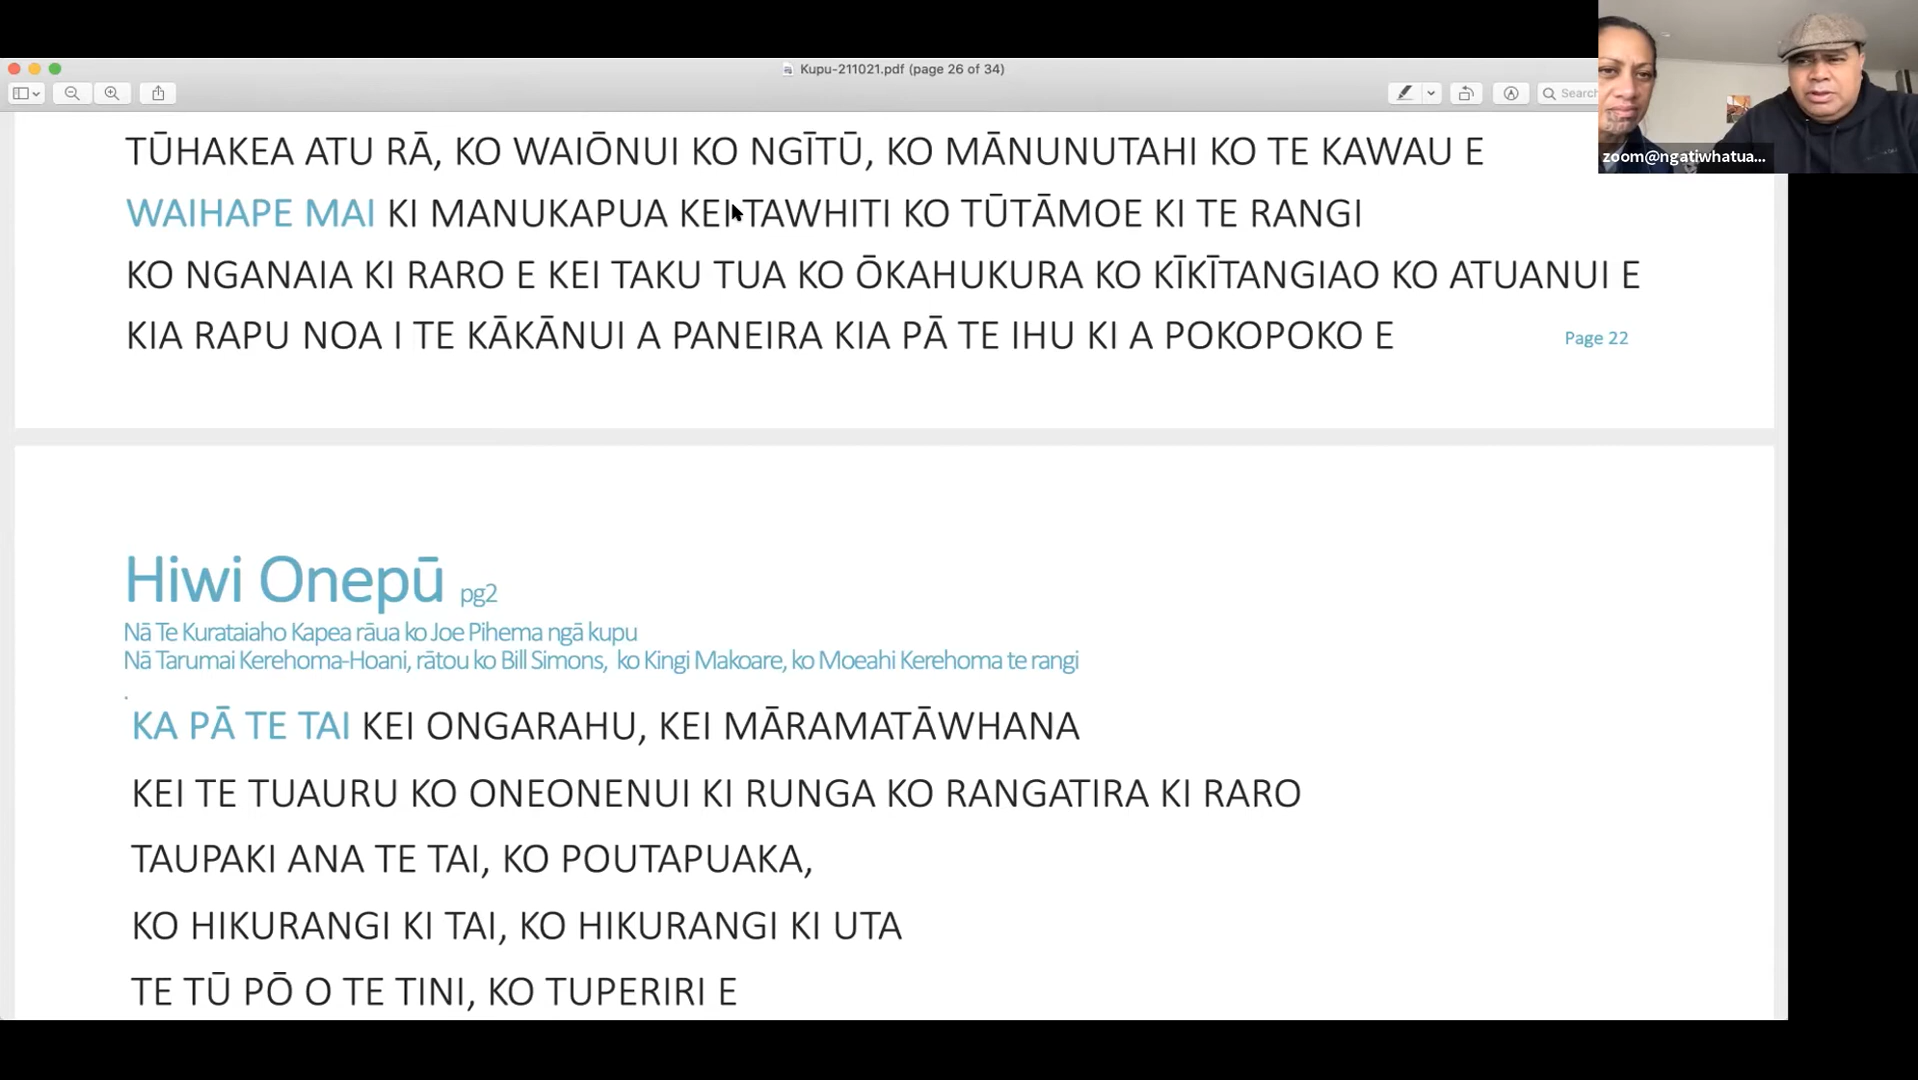 Kupu-211021.pdf (page 26 of 34)
Search
zoom@ngatiwhatua...
TŪHAKEA ATU RĀ, KO WAIŌNUI KO NGĪTŪ, KO MĀNUNUTAHI KO TE KAWAU E
WAIHAPE MAI KI MANUKAPUA KEI TAWHITI KO TŪTĀMOE KI TE RANGI
KO NGANAIA KI RARO E KEI TAKU TUA KO ŌKAHUKURA KO KĪKĪTANGIAO KO ATUANUI E
KIA RAPU NOA I TE KĀKĀNUI A PANEIRA KIA PĀ TE IHU KI A POKOPOKO E
Page 22
Hiwi Onepū pg2
Nā Te Kurataiaho Kapea rāua ko Joe Pihema ngā kupu
Nā Tarumai Kerehoma-Hoani, rātou ko Bill Simons, ko Kingi Makoare, ko Moeahi Kerehoma te rangi
.
KA PĀ TE TAI KEI ONGARAHU, KEI MĀRAMATĀWHANA
KEI TE TUAURU KO ONEONENUI KI RUNGA KO RANGATIRA KI RARO
TAUPAKI ANA TE TAI, KO POUTAPUAKA,
KO HIKURANGI KI TAI, KO HIKURANGI KI UTA
TE TŪ PŌ O TE TINI, KO TUPERIRI E